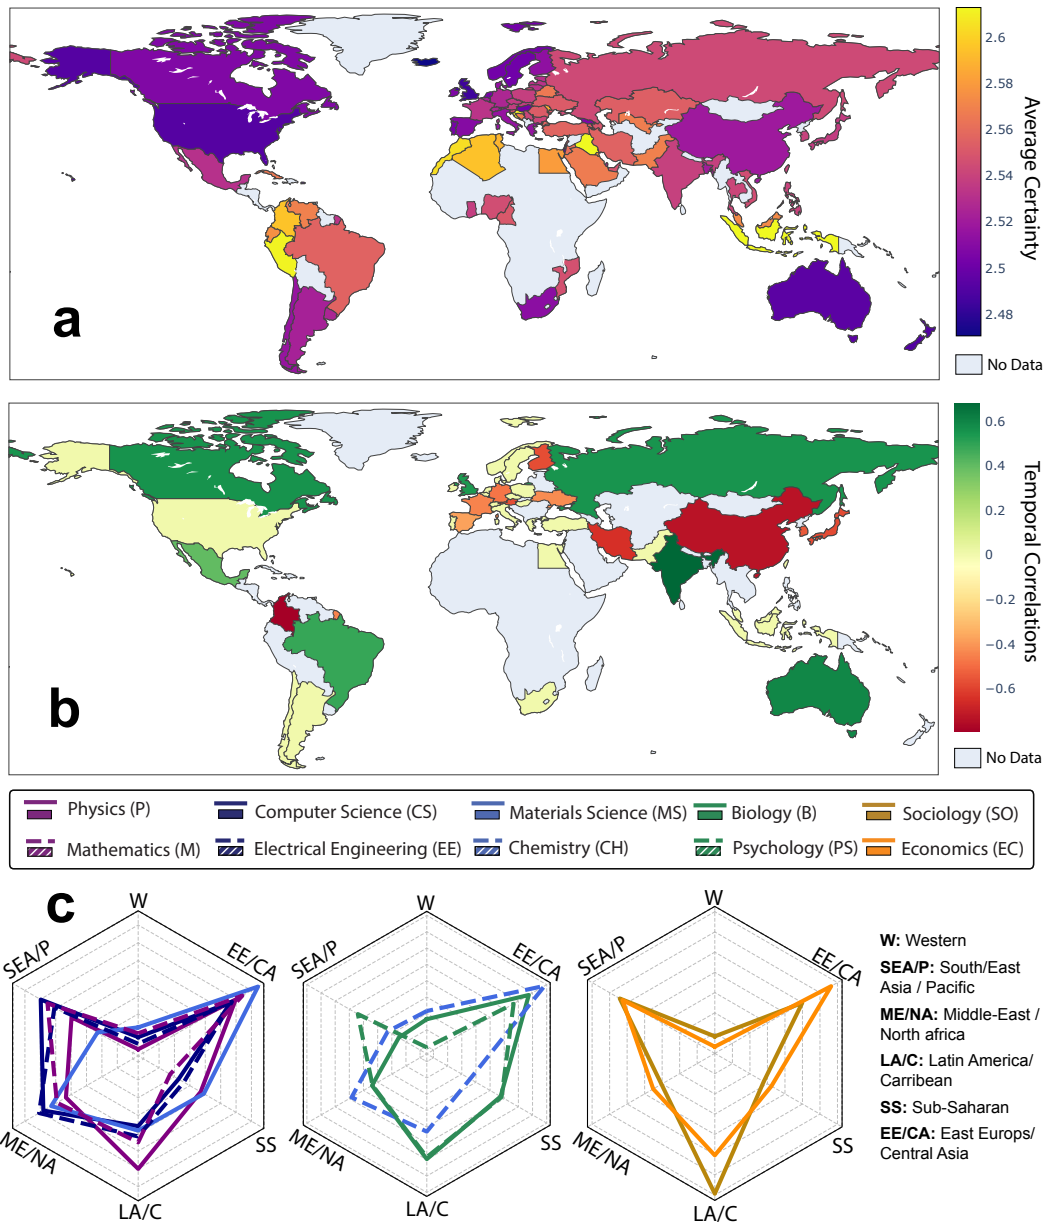 2.6
2.58
2.56
2.54
2.52
2.5
2.48
Average Certainty
No Data
a
0.6
0.4
0.2
0
−0.2
−0.4
−0.6
Temporal Correlations
No Data
b
Physics (P)
Computer Science (CS)
Materials Science (MS)
Biology (B)
Sociology (SO)
Mathematics (M)
Electrical Engineering (EE)
Chemistry (CH)
Psychology (PS)
Economics (EC)
c
W
EE/CA
SS
LA/C
ME/NA
SEA/P
W
EE/CA
SS
LA/C
ME/NA
SEA/P
W
EE/CA
SS
LA/C
ME/NA
SEA/P
W: Western
SEA/P: South/East
Asia / Pacific
ME/NA: Middle-East /
North africa
LA/C: Latin America/
Carribean
SS: Sub-Saharan
EE/CA: East Europs/
Central Asia